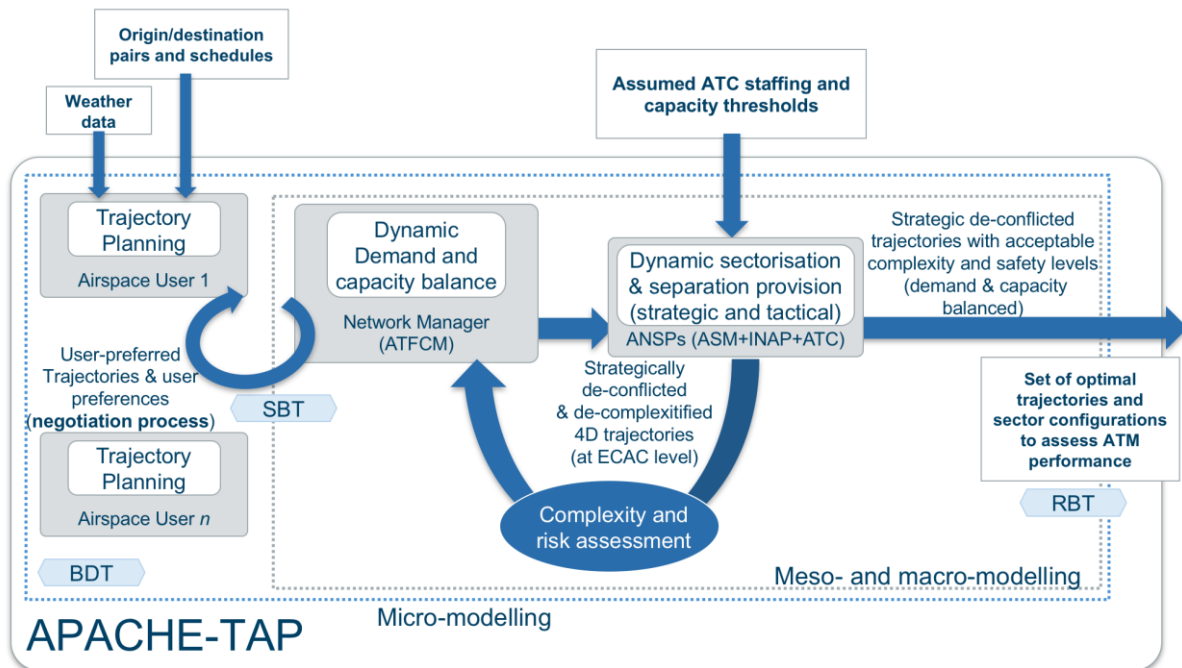 Origin/destination
pairs and schedules
Weather
data
Assumed ATC staffing and
capacity thresholds
Trajectory
Planning
Airspace User 1
Dynamic
Demand and
capacity balance
Network Manager
(ATFCM)
Dynamic sectorisation
& separation provision
(strategic and tactical)
ANSPs (ASM+INAP+ATC)
Strategic de-conflicted
trajectories with acceptable
complexity and safety levels
(demand & capacity
balanced)
User-preferred
Trajectories & user
preferences
(negotiation process)
SBT
Strategically
de-conflicted
& de-complexitified
4D trajectories
(at ECAC level)
Set of optimal
trajectories and
sector configurations
to assess ATM
performance
RBT
Trajectory
Planning
Airspace User n
Complexity and
risk assessment
BDT
Meso- and macro-modelling
Micro-modelling
APACHE-TAP